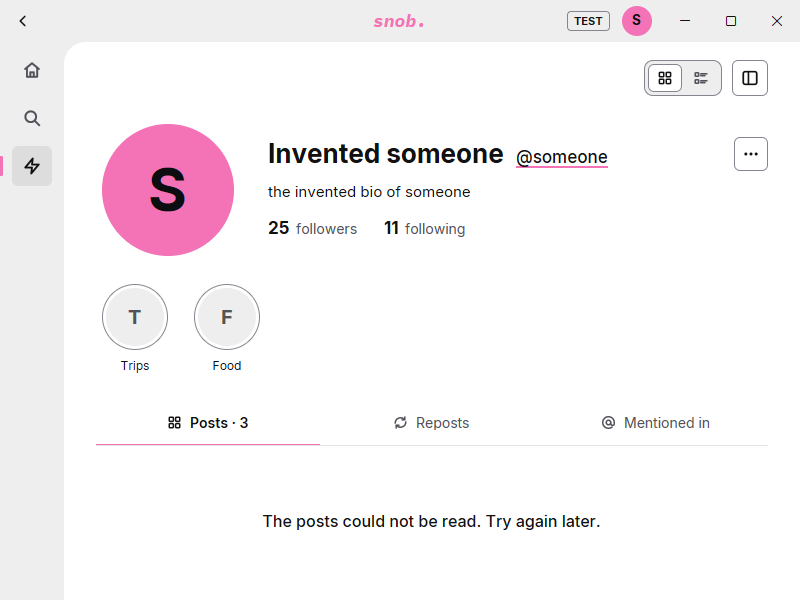 snob.
TEST
S
S
Invented someone @someone
the invented bio of someone
25 followers 11 following
T
F
Trips
Food
Posts · 3
Reposts
Mentioned in
The posts could not be read. Try again later.